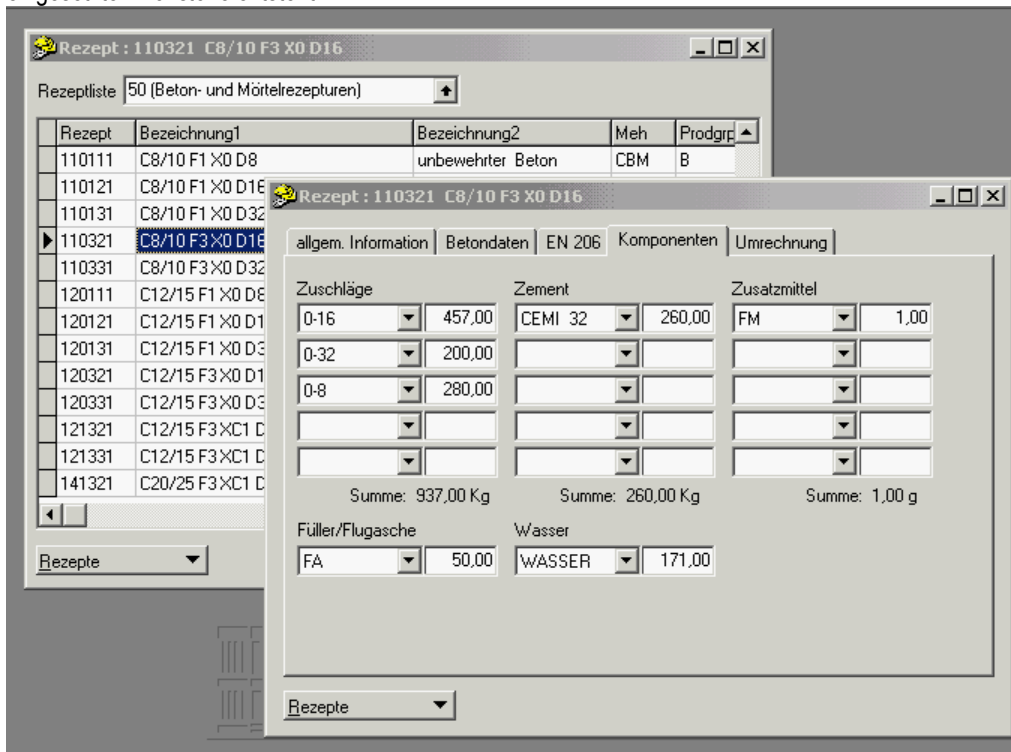 Rezept : 110321 C8/10 F3 X0 D16
Rezeptliste 50 (Beton- und Mörtelrezepturen)
Rezept Bezeichnung1 Bezeichnung2 Meh Prodgrp
110111 C8/10 F1 X0 D8 unbewehrter Beton CBM B
110121 C8/10 F1 X0 D16
110131 C8/10 F1 X0 D32
110321 C8/10 F3 X0 D16
110331 C8/10 F3 X0 D32
120111 C12/15 F1 X0 D8
120121 C12/15 F1 X0 D1
120131 C12/15 F1 X0 D3
120321 C12/15 F3 X0 D1
120331 C12/15 F3 X0 D3
121321 C12/15 F3 XC1 D
121331 C12/15 F3 XC1 D
141321 C20/25 F3 XC1 D
Rezepte
Rezept : 110321 C8/10 F3 X0 D16
allgem. Information Betondaten EN 206 Komponenten Umrechnung
Zuschläge Zement Zusatzmittel
0-16 457,00 CEMI 32 260,00 FM 1,00
0-32 200,00
0-8 280,00
Summe: 937,00 Kg Summe: 260,00 Kg Summe: 1,00 g
Füller/Flugasche Wasser
FA 50,00 WASSER 171,00
Rezepte